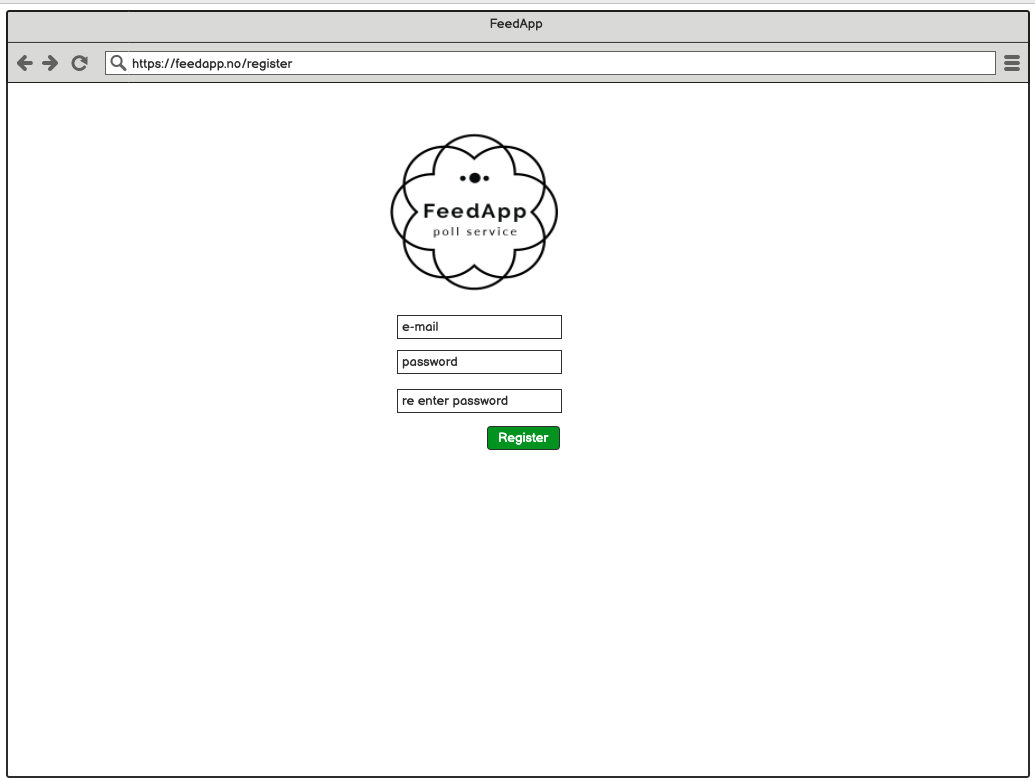 FeedApp
https://feedapp.no/register
FeedApp
poll service
e-mail
password
re enter password
Register